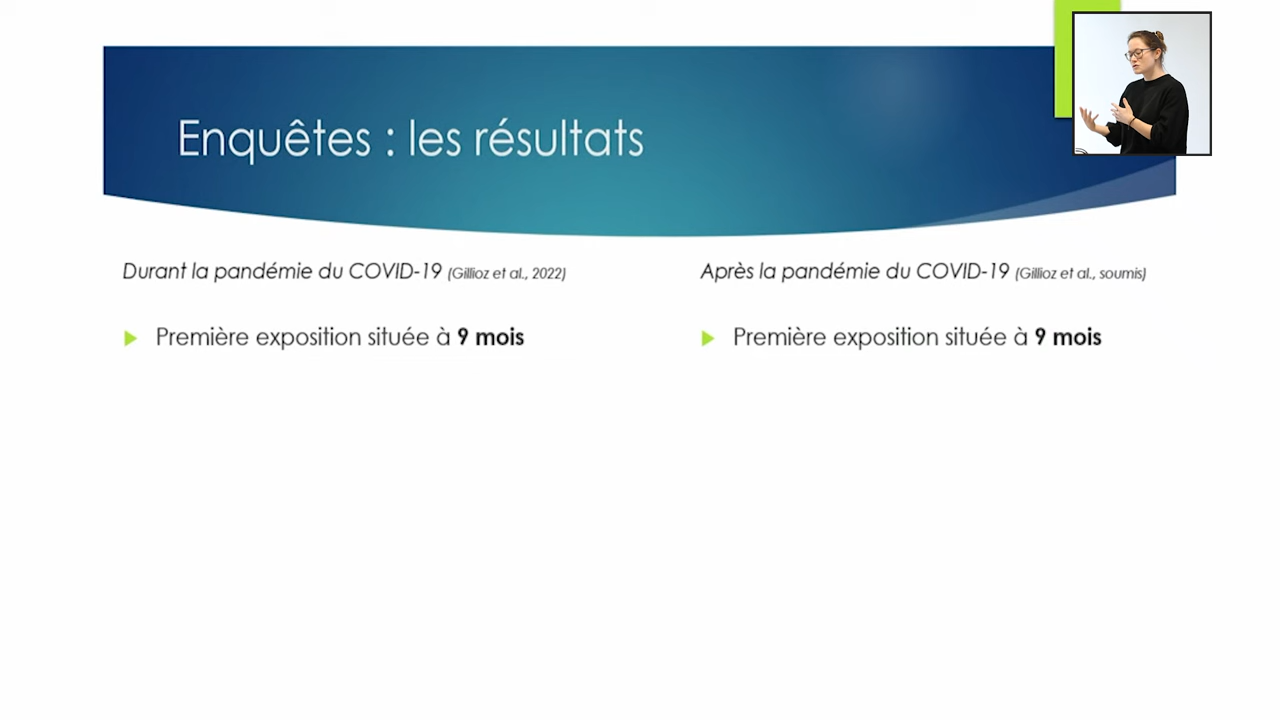 Enquêtes : les résultats
Durant la pandémie du COVID-19 (Gillioz et al., 2022)
Première exposition située à 9 mois
Après la pandémie du COVID-19 (Gillioz et al., soumis)
Première exposition située à 9 mois